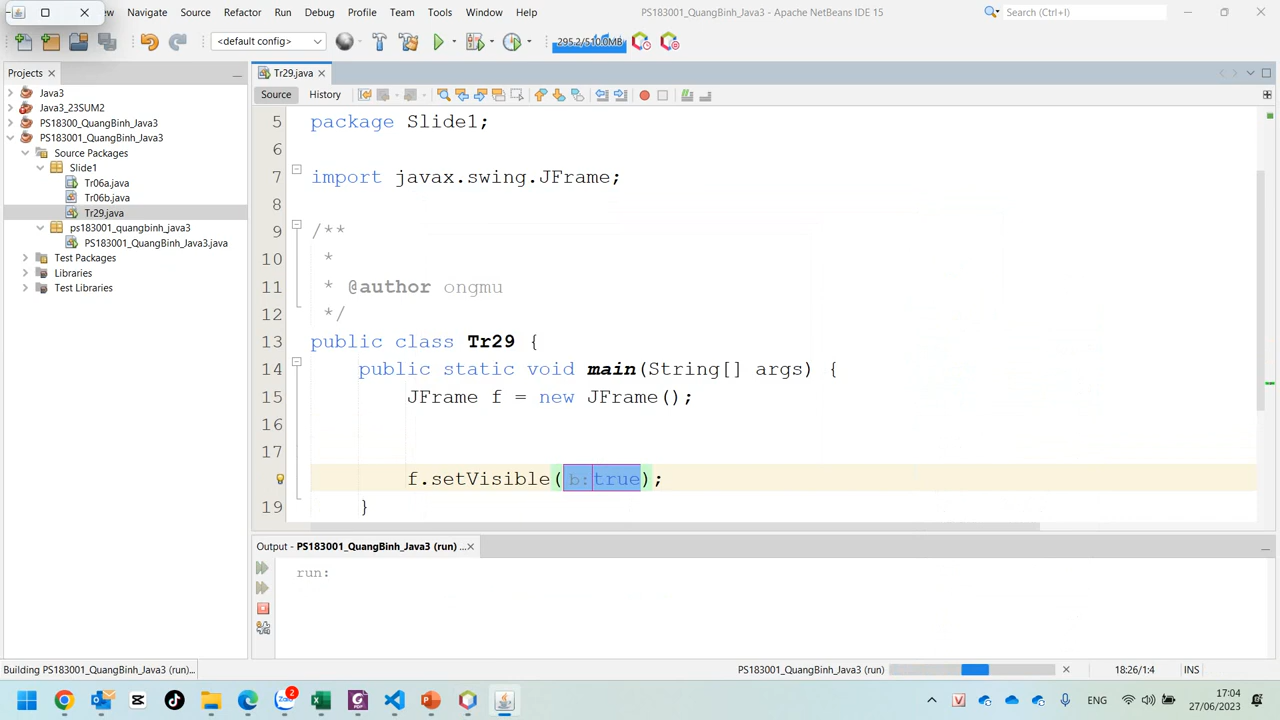 Navigate Source Refactor Run Debug Profile Team Tools Window Help
PS183001_QuangBinh_Java3 - Apache NetBeans IDE 15
Search (Ctrl+I)
<default config>
295.2/510.0MB
Projects
Tr29.java
Source History
Java3
Java3_23SUM2
PS18300_QuangBinh_Java3
PS183001_QuangBinh_Java3
Source Packages
Slide1
Tr06a.java
Tr06b.java
Tr29.java
ps183001_quangbinh_java3
PS183001_QuangBinh_Java3.java
Test Packages
Libraries
Test Libraries
5 package Slide1;
6
7 import javax.swing.JFrame;
8
9 /**
10 *
11 * @author ongmu
12 */
13 public class Tr29 {
14 public static void main(String[] args) {
15 JFrame f = new JFrame();
16
17
f.setVisible( b:true);
19 }
Output - PS183001_QuangBinh_Java3 (run) ...
run:
Building PS183001_QuangBinh_Java3 (run)...
PS183001_QuangBinh_Java3 (run)
18:26/1:4 INS
2
ENG
17:04
27/06/2023